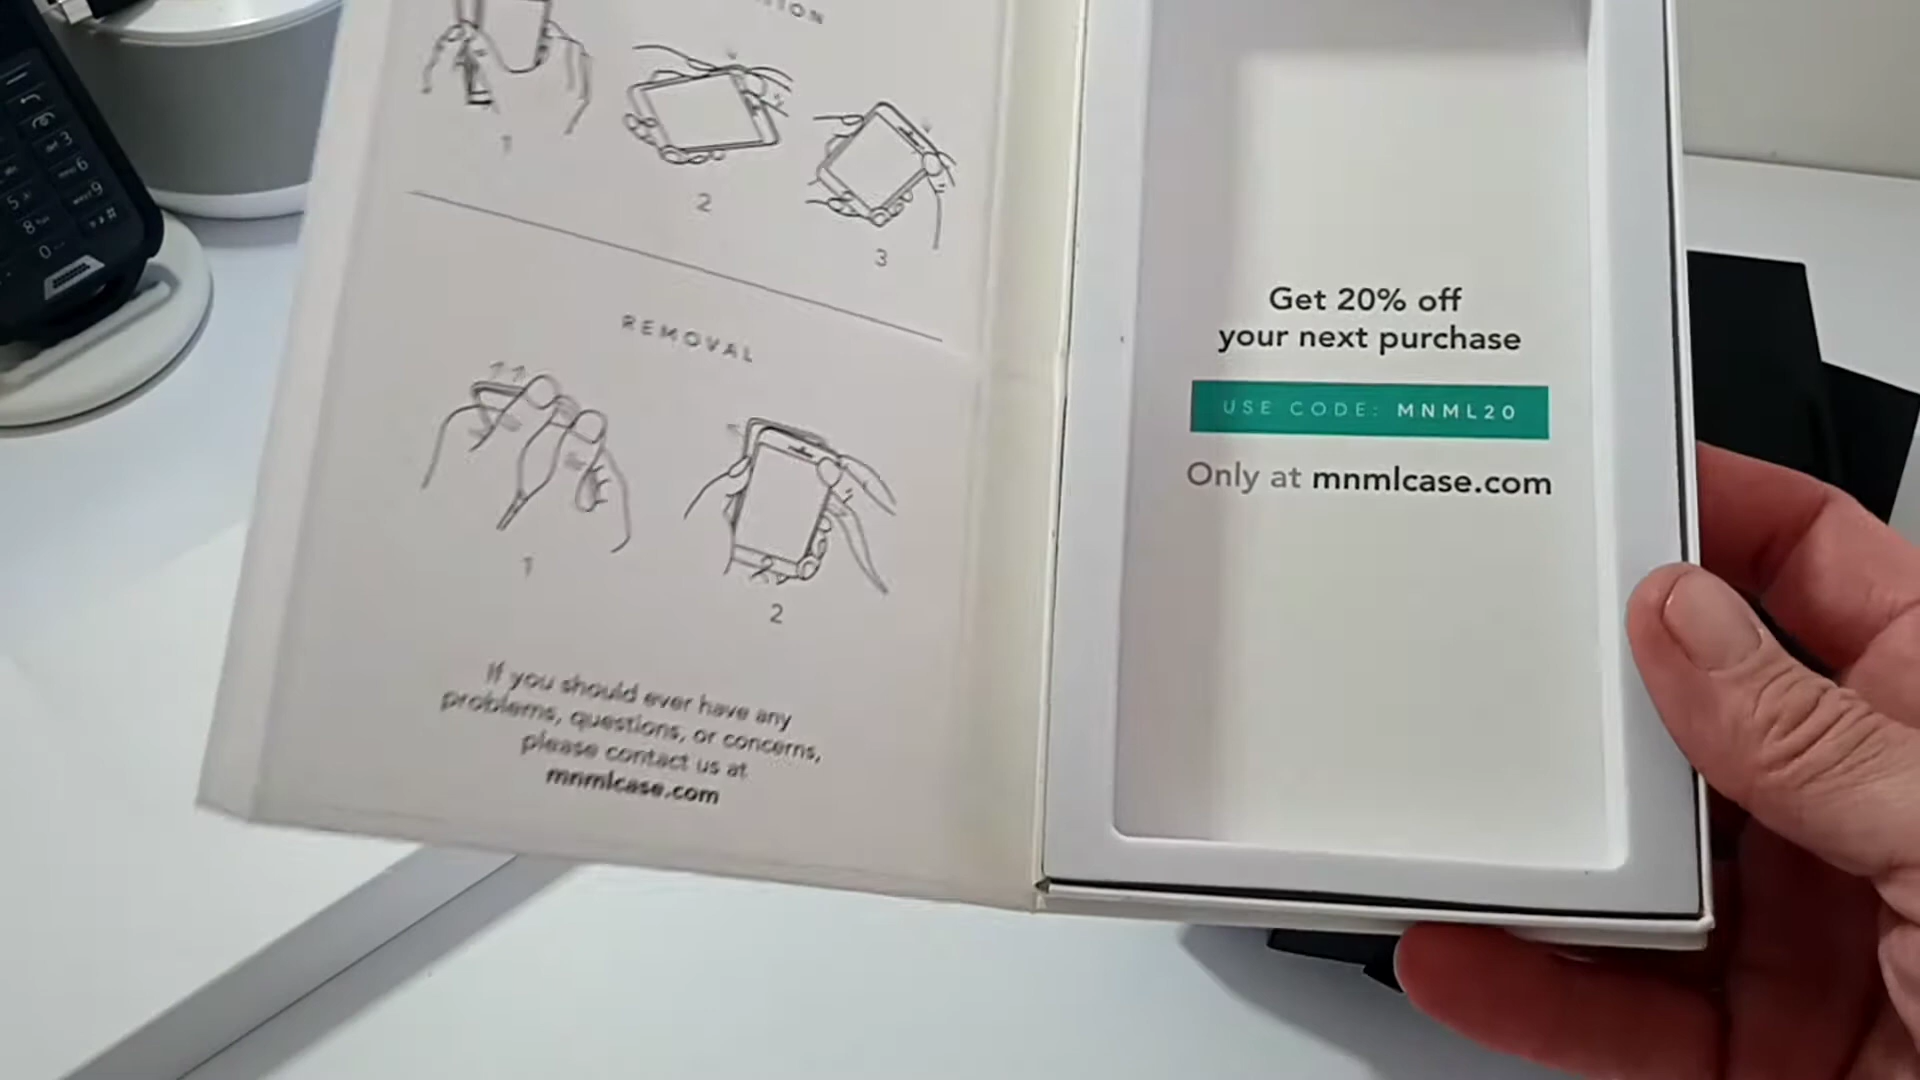 1
2
3
REMOVAL
1
2
If you should ever have any
problems, questions, or concerns,
please contact us at
mnmlcase.com
Get 20% off
your next purchase
USE CODE: MNML20
Only at mnmlcase.com